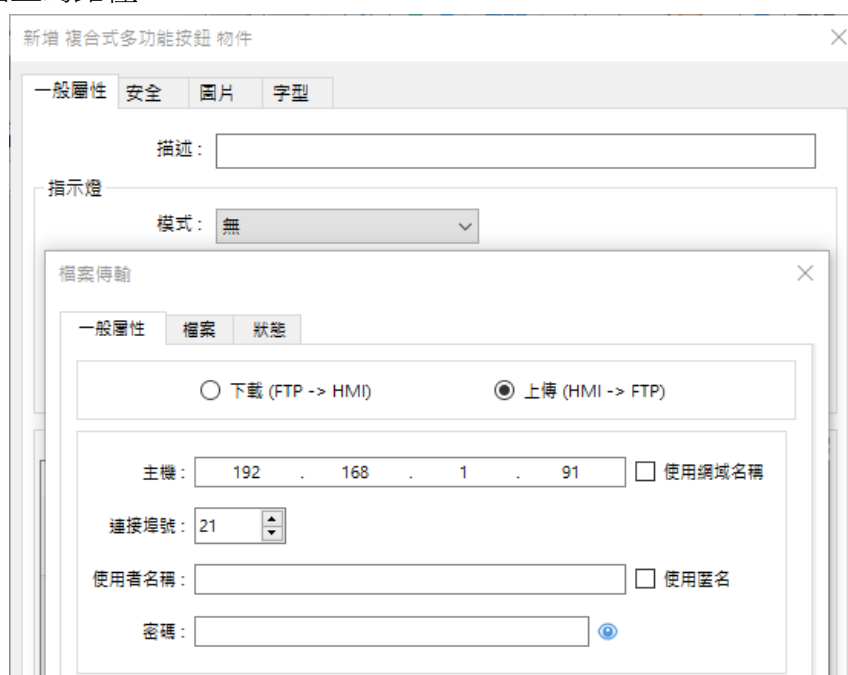 新增 複合式多功能按鈕 物件
一般屬性 安全 圖片 字型
描述 :
指示燈
模式 : 無
檔案傳輸
一般屬性 檔案 狀態
下載 (FTP -> HMI) 上傳 (HMI -> FTP)
主機 : 192 . 168 . 1 . 91 使用網域名稱
連接埠號 : 21
使用者名稱 : 使用匿名
密碼 :